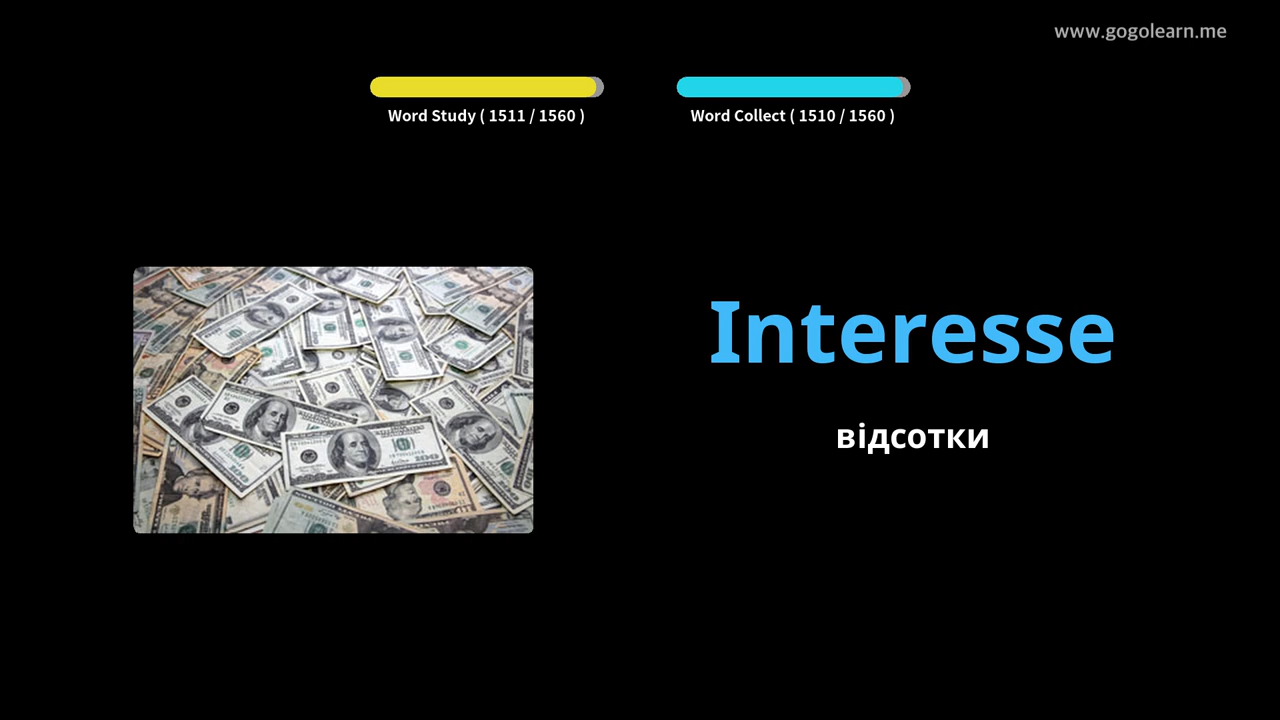 www.gogolearn.me
Word Study ( 1511 / 1560 )
Word Collect ( 1510 / 1560 )
Interesse
відсотки